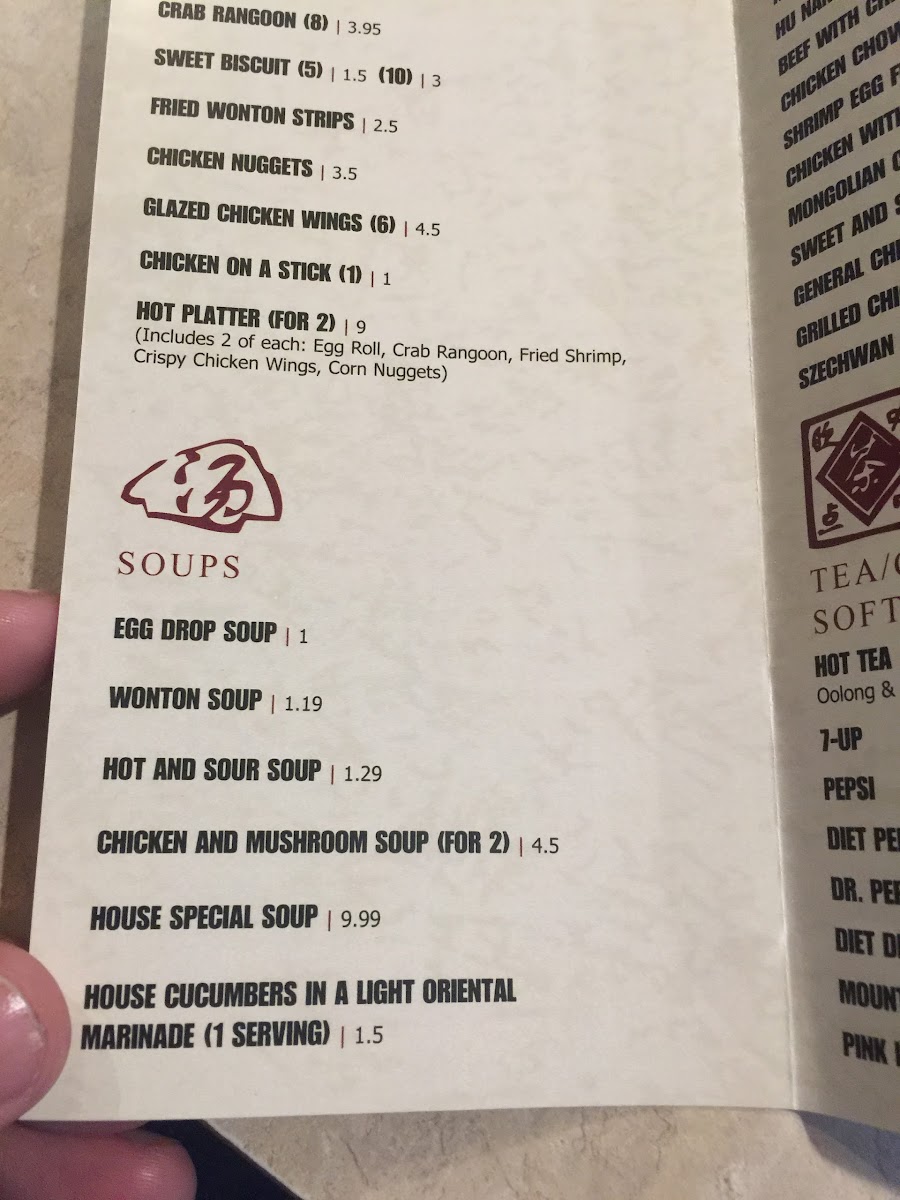 CRAB RANGOON (8) | 3.95
SWEET BISCUIT (5) | 1.5 (10) | 3
FRIED WONTON STRIPS | 2.5
CHICKEN NUGGETS | 3.5
GLAZED CHICKEN WINGS (6) | 4.5
CHICKEN ON A STICK (1) | 1
HOT PLATTER (FOR 2) | 9
(Includes 2 of each: Egg Roll, Crab Rangoon, Fried Shrimp,
Crispy Chicken Wings, Corn Nuggets)
汤
SOUPS
EGG DROP SOUP | 1
WONTON SOUP | 1.19
HOT AND SOUR SOUP | 1.29
CHICKEN AND MUSHROOM SOUP (FOR 2) | 4.5
HOUSE SPECIAL SOUP | 9.99
HOUSE CUCUMBERS IN A LIGHT ORIENTAL
MARINADE (1 SERVING) | 1.5
HU
BEEF WITH
CHICKEN
SHRIMP EGG
CHICKEN
MONGOLIAN
SWEET AND
GENERAL
GRILLED
SZECHWAN
点
TEA/
SOFT
HOT TEA
Oolong &
7-UP
PEPSI
DIET
DR.
DIET
PINK